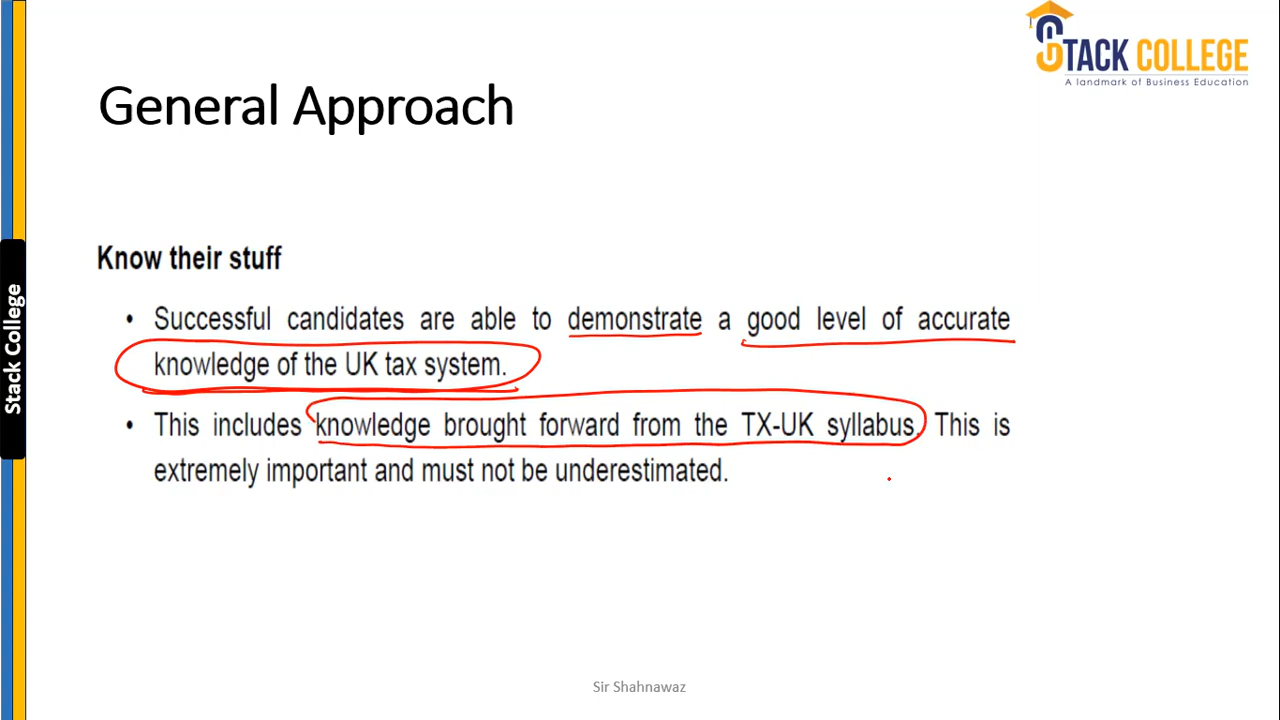 STACK COLLEGE
A landmark of Business Education
General Approach
Know their stuff
• Successful candidates are able to demonstrate a good level of accurate
knowledge of the UK tax system.
• This includes knowledge brought forward from the TX-UK syllabus. This is
extremely important and must not be underestimated.
Stack College
Sir Shahnawaz